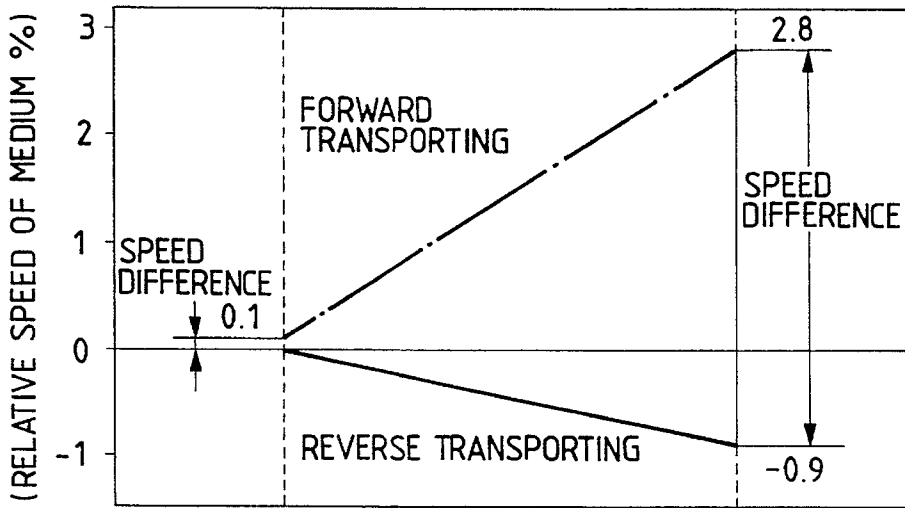 (RELATIVE SPEED OF MEDIUM %)
3
2
1
0
-1
FORWARD
TRANSPORTING
2.8
SPEED
DIFFERENCE
0.1
SPEED
DIFFERENCE
REVERSE TRANSPORTING
-0.9